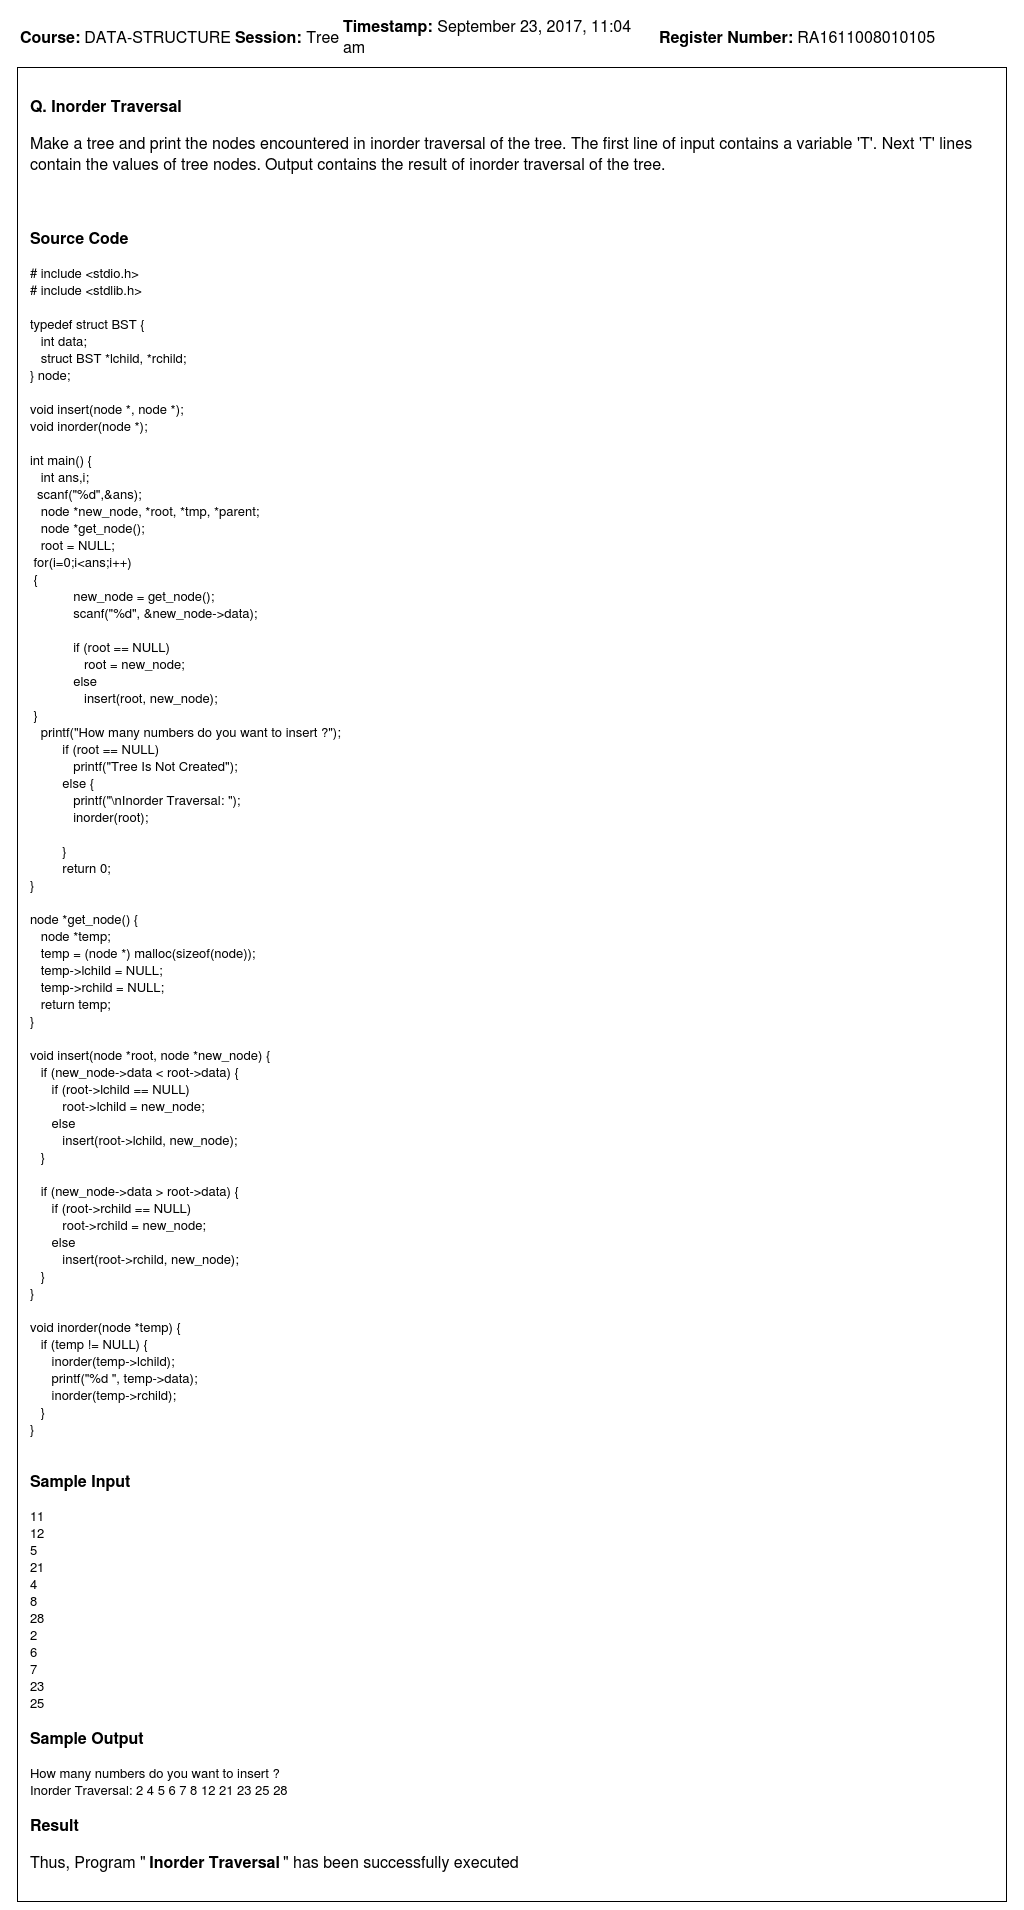 Course: DATA-STRUCTURE Session: Tree Timestamp: September 23, 2017, 11:04 am Register Number: RA1611008010105
Q. Inorder Traversal
Make a tree and print the nodes encountered in inorder traversal of the tree. The first line of input contains a variable 'T'. Next 'T' lines
contain the values of tree nodes. Output contains the result of inorder traversal of the tree.
Source Code
# include <stdio.h>
# include <stdlib.h>
typedef struct BST {
   int data;
   struct BST *lchild, *rchild;
} node;
void insert(node *, node *);
void inorder(node *);
int main() {
   int ans,i;
  scanf("%d",&ans);
   node *new_node, *root, *tmp, *parent;
   node *get_node();
   root = NULL;
 for(i=0;i<ans;i++)
 {
            new_node = get_node();
            scanf("%d", &new_node->data);
            if (root == NULL)
               root = new_node;
            else
               insert(root, new_node);
 }
   printf("How many numbers do you want to insert ?");
         if (root == NULL)
            printf("Tree Is Not Created");
         else {
            printf("\nInorder Traversal: ");
            inorder(root);
         }
         return 0;
}
node *get_node() {
   node *temp;
   temp = (node *) malloc(sizeof(node));
   temp->lchild = NULL;
   temp->rchild = NULL;
   return temp;
}
void insert(node *root, node *new_node) {
   if (new_node->data < root->data) {
      if (root->lchild == NULL)
         root->lchild = new_node;
      else
         insert(root->lchild, new_node);
   }
   if (new_node->data > root->data) {
      if (root->rchild == NULL)
         root->rchild = new_node;
      else
         insert(root->rchild, new_node);
   }
}
void inorder(node *temp) {
   if (temp != NULL) {
      inorder(temp->lchild);
      printf("%d ", temp->data);
      inorder(temp->rchild);
   }
}
Sample Input
11
12
5
21
4
8
28
2
6
7
23
25
Sample Output
How many numbers do you want to insert ?
Inorder Traversal: 2 4 5 6 7 8 12 21 23 25 28
Result
Thus, Program " Inorder Traversal " has been successfully executed